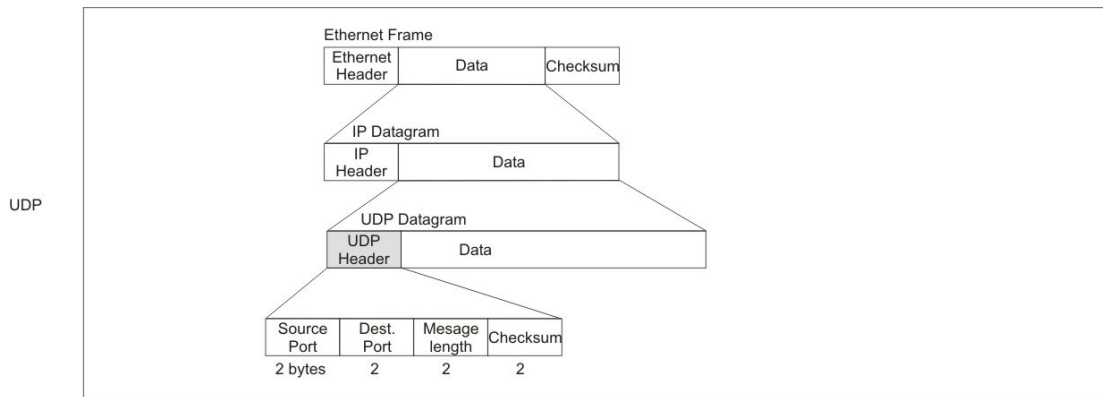 Ethernet Frame
Ethernet
Header
Data
Checksum
IP Datagram
IP
Header
Data
UDP
UDP Datagram
UDP
Header
Data
Source
Port
Dest.
Port
Mesage
length
Checksum
2 bytes
2
2
2